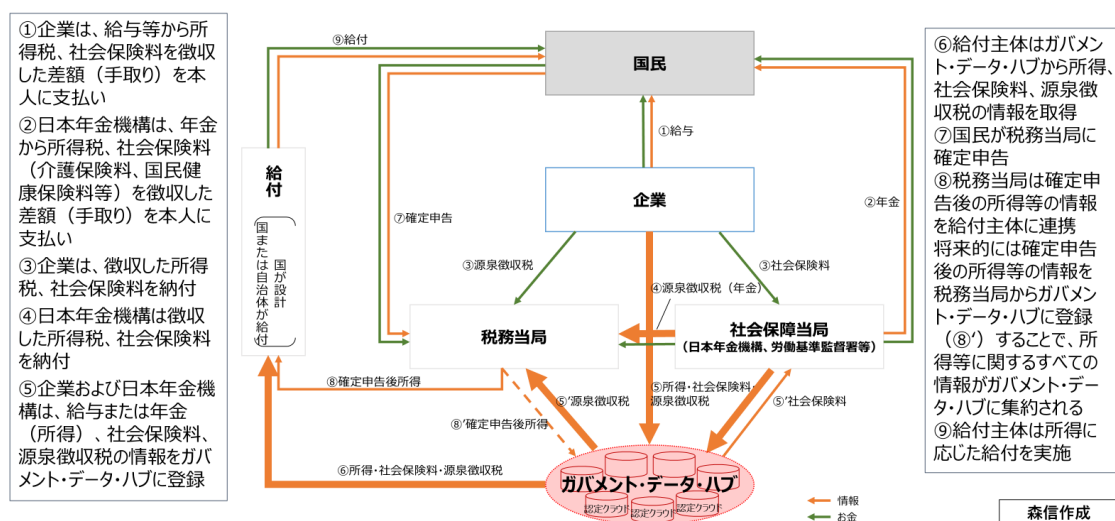 ①企業は、給与等から所
得税、社会保険料を徴収
した差額（手取り）を本
人に支払い
②日本年金機構は、年金
から所得税、社会保険料
（介護保険料、国民健
康保険料等）を徴収した
差額（手取り）を本人に
支払い
③企業は、徴収した所得
税、社会保険料を納付
④日本年金機構は徴収
した所得税、社会保険料
を納付
⑤企業および日本年金機
構は、給与または年金
（所得）、社会保険料、
源泉徴収税の情報をガバ
メント・データ・ハブに登録
⑨給付
国民
①給与
給付
国が設計
国または自治体が給付
企業
⑦確定申告
②年金
③源泉徴収税
③社会保険料
④源泉徴収税（年金）
税務当局
社会保障当局
（日本年金機構、労働基準監督署等）
⑧確定申告後所得
⑤所得・社会保険料・
源泉徴収税
⑤'源泉徴収税
⑤'社会保険料
⑧'確定申告後所得
⑥所得・社会保険料・源泉徴収税
ガバメント・データ・ハブ
認定クラウド
認定クラウド
認定クラウド
情報
お金
⑥給付主体はガバメン
ト・データ・ハブから所得、
社会保険料、源泉徴
収税の情報を取得
⑦国民が税務当局に
確定申告
⑧税務当局は確定申
告後の所得等の情報
を給付主体に連携
将来的には確定申告
後の所得等の情報を
税務当局からガバメン
ト・データ・ハブに登録
（⑧‘）することで、所
得等に関するすべての
情報がガバメント・デー
タ・ハブに集約される
⑨給付主体は所得に
応じた給付を実施
森信作成